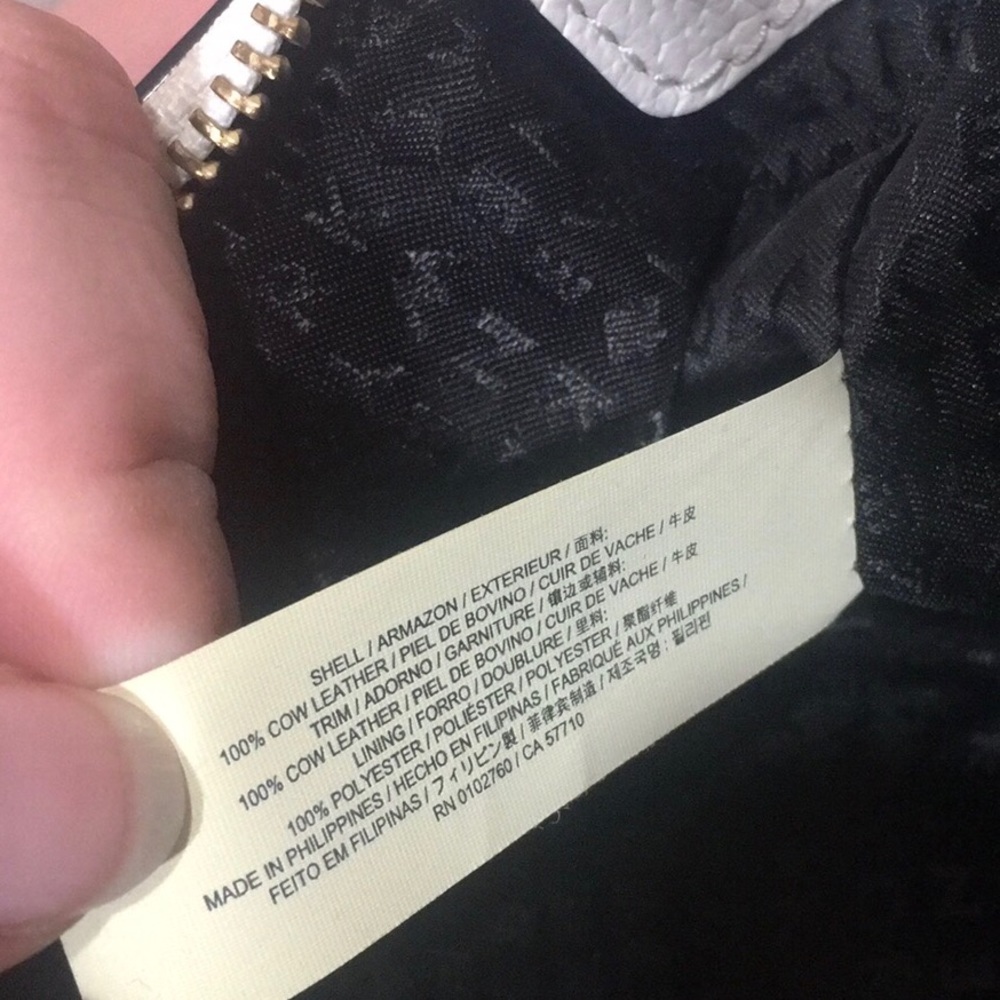 SHELL / ARMAZON / EXTERIEUR / 面料:
100% COW LEATHER / PIEL DE BOVINO / CUIR DE VACHE / 牛皮
TRIM / ADORNO / GARNITURE / 镶边或辅料:
100% COW LEATHER / PIEL DE BOVINO / CUIR DE VACHE / 牛皮
LINING / FORRO / DOUBLURE / 里料:
100% POLYESTER / POLIÉSTER / POLYESTER / 聚酯纤维
MADE IN PHILIPPINES / HECHO EN FILIPINAS / FABRIQUÉ AUX PHILIPPINES /
FEITO EM FILIPINAS / フィリピン製 / 菲律宾制造 / 제조국명 : 필리핀
RN 0102760 / CA 57710